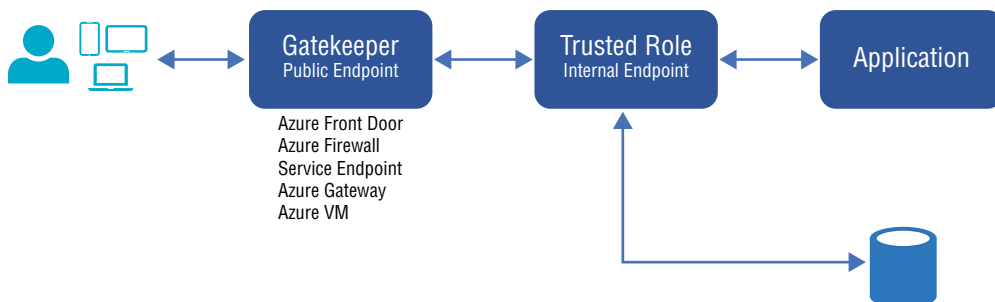 Gatekeeper
Public Endpoint
Trusted Role
Internal Endpoint
Application
Azure Front Door
Azure Firewall
Service Endpoint
Azure Gateway
Azure VM